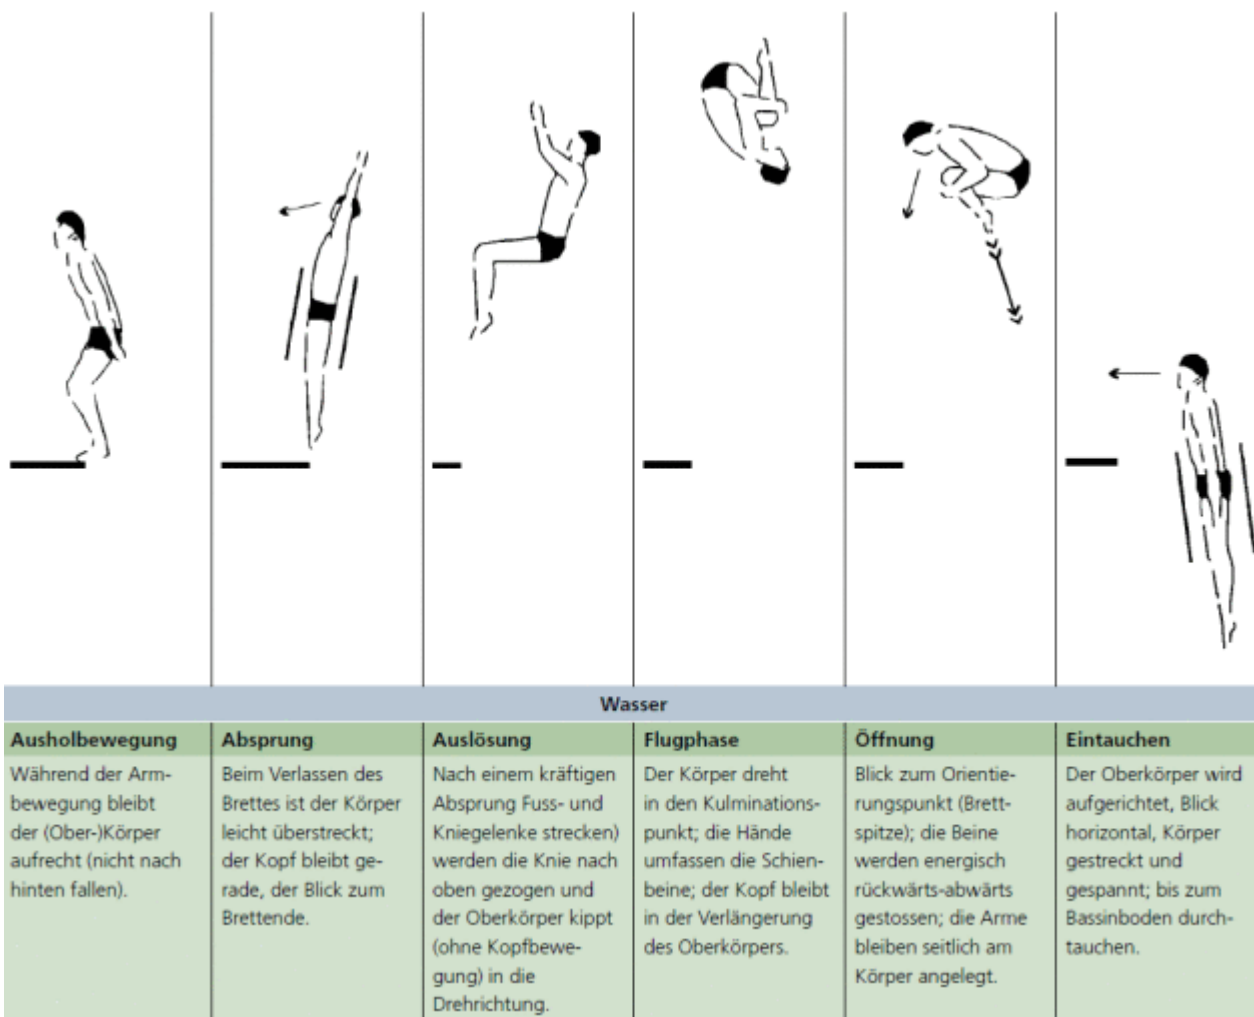 Wasser
Ausholbewegung
Während der Arm-
bewegung bleibt
der (Ober-)Körper
aufrecht (nicht nach
hinten fallen).
Absprung
Beim Verlassen des
Brettes ist der Körper
leicht überstreckt;
der Kopf bleibt ge-
rade, der Blick zum
Brettende.
Auslösung
Nach einem kräftigen
Absprung Fuss- und
Kniegelenke strecken)
werden die Knie nach
oben gezogen und
der Oberkörper kippt
(ohne Kopfbewe-
gung) in die
Drehrichtung.
Flugphase
Der Körper dreht
in den Kulminations-
punkt; die Hände
umfassen die Schien-
beine; der Kopf bleibt
in der Verlängerung
des Oberkörpers.
Öffnung
Blick zum Orientie-
rungspunkt (Brett-
spitze); die Beine
werden energisch
rückwärts-abwärts
gestossen; die Arme
bleiben seitlich am
Körper angelegt.
Eintauchen
Der Oberkörper wird
aufgerichtet, Blick
horizontal, Körper
gestreckt und
gespannt; bis zum
Bassinboden durch-
tauchen.